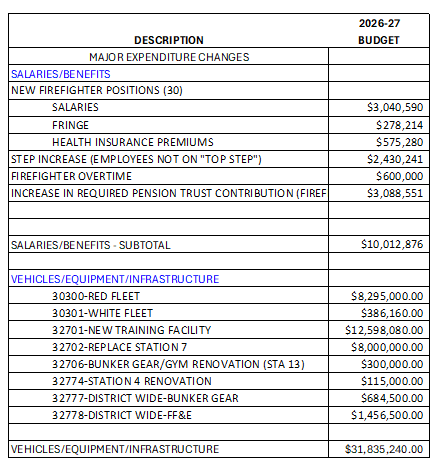 2026-27
DESCRIPTION BUDGET
MAJOR EXPENDITURE CHANGES
SALARIES/BENEFITS
NEW FIREFIGHTER POSITIONS (30)
SALARIES $3,040,590
FRINGE $278,214
HEALTH INSURANCE PREMIUMS $575,280
STEP INCREASE (EMPLOYEES NOT ON "TOP STEP") $2,430,241
FIREFIGHTER OVERTIME $600,000
INCREASE IN REQUIRED PENSION TRUST CONTRIBUTION (FIREF $3,088,551
SALARIES/BENEFITS - SUBTOTAL $10,012,876
VEHICLES/EQUIPMENT/INFRASTRUCTURE
30300-RED FLEET $8,295,000.00
30301-WHITE FLEET $386,160.00
32701-NEW TRAINING FACILITY $12,598,080.00
32702-REPLACE STATION 7 $8,000,000.00
32706-BUNKER GEAR/GYM RENOVATION (STA 13) $300,000.00
32774-STATION 4 RENOVATION $115,000.00
32777-DISTRICT WIDE-BUNKER GEAR $684,500.00
32778-DISTRICT WIDE-FF&E $1,456,500.00
VEHICLES/EQUIPMENT/INFRASTRUCTURE $31,835,240.00